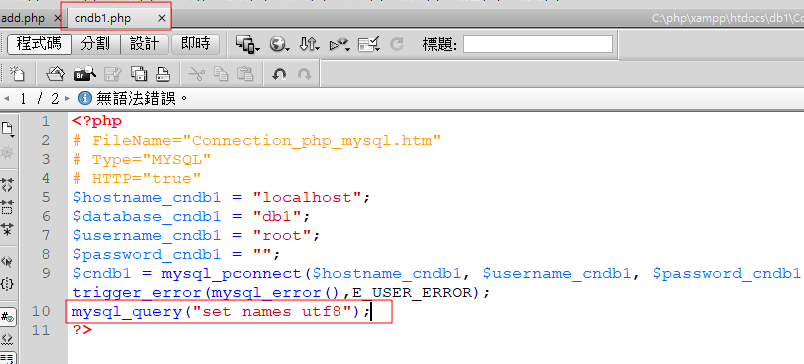 add.php × cndb1.php × C:\php\xampp\htdocs\db1\Co
程式碼 分割 設計 即時 標題:
1 / 2 無語法錯誤。
1 <?php
2 # FileName="Connection_php_mysql.htm"
3 # Type="MYSQL"
4 # HTTP="true"
5 $hostname_cndb1 = "localhost";
6 $database_cndb1 = "db1";
7 $username_cndb1 = "root";
8 $password_cndb1 = "";
9 $cndb1 = mysql_pconnect($hostname_cndb1, $username_cndb1, $password_cndb1
trigger_error(mysql_error(),E_USER_ERROR);
10 mysql_query("set names utf8");
11 ?>